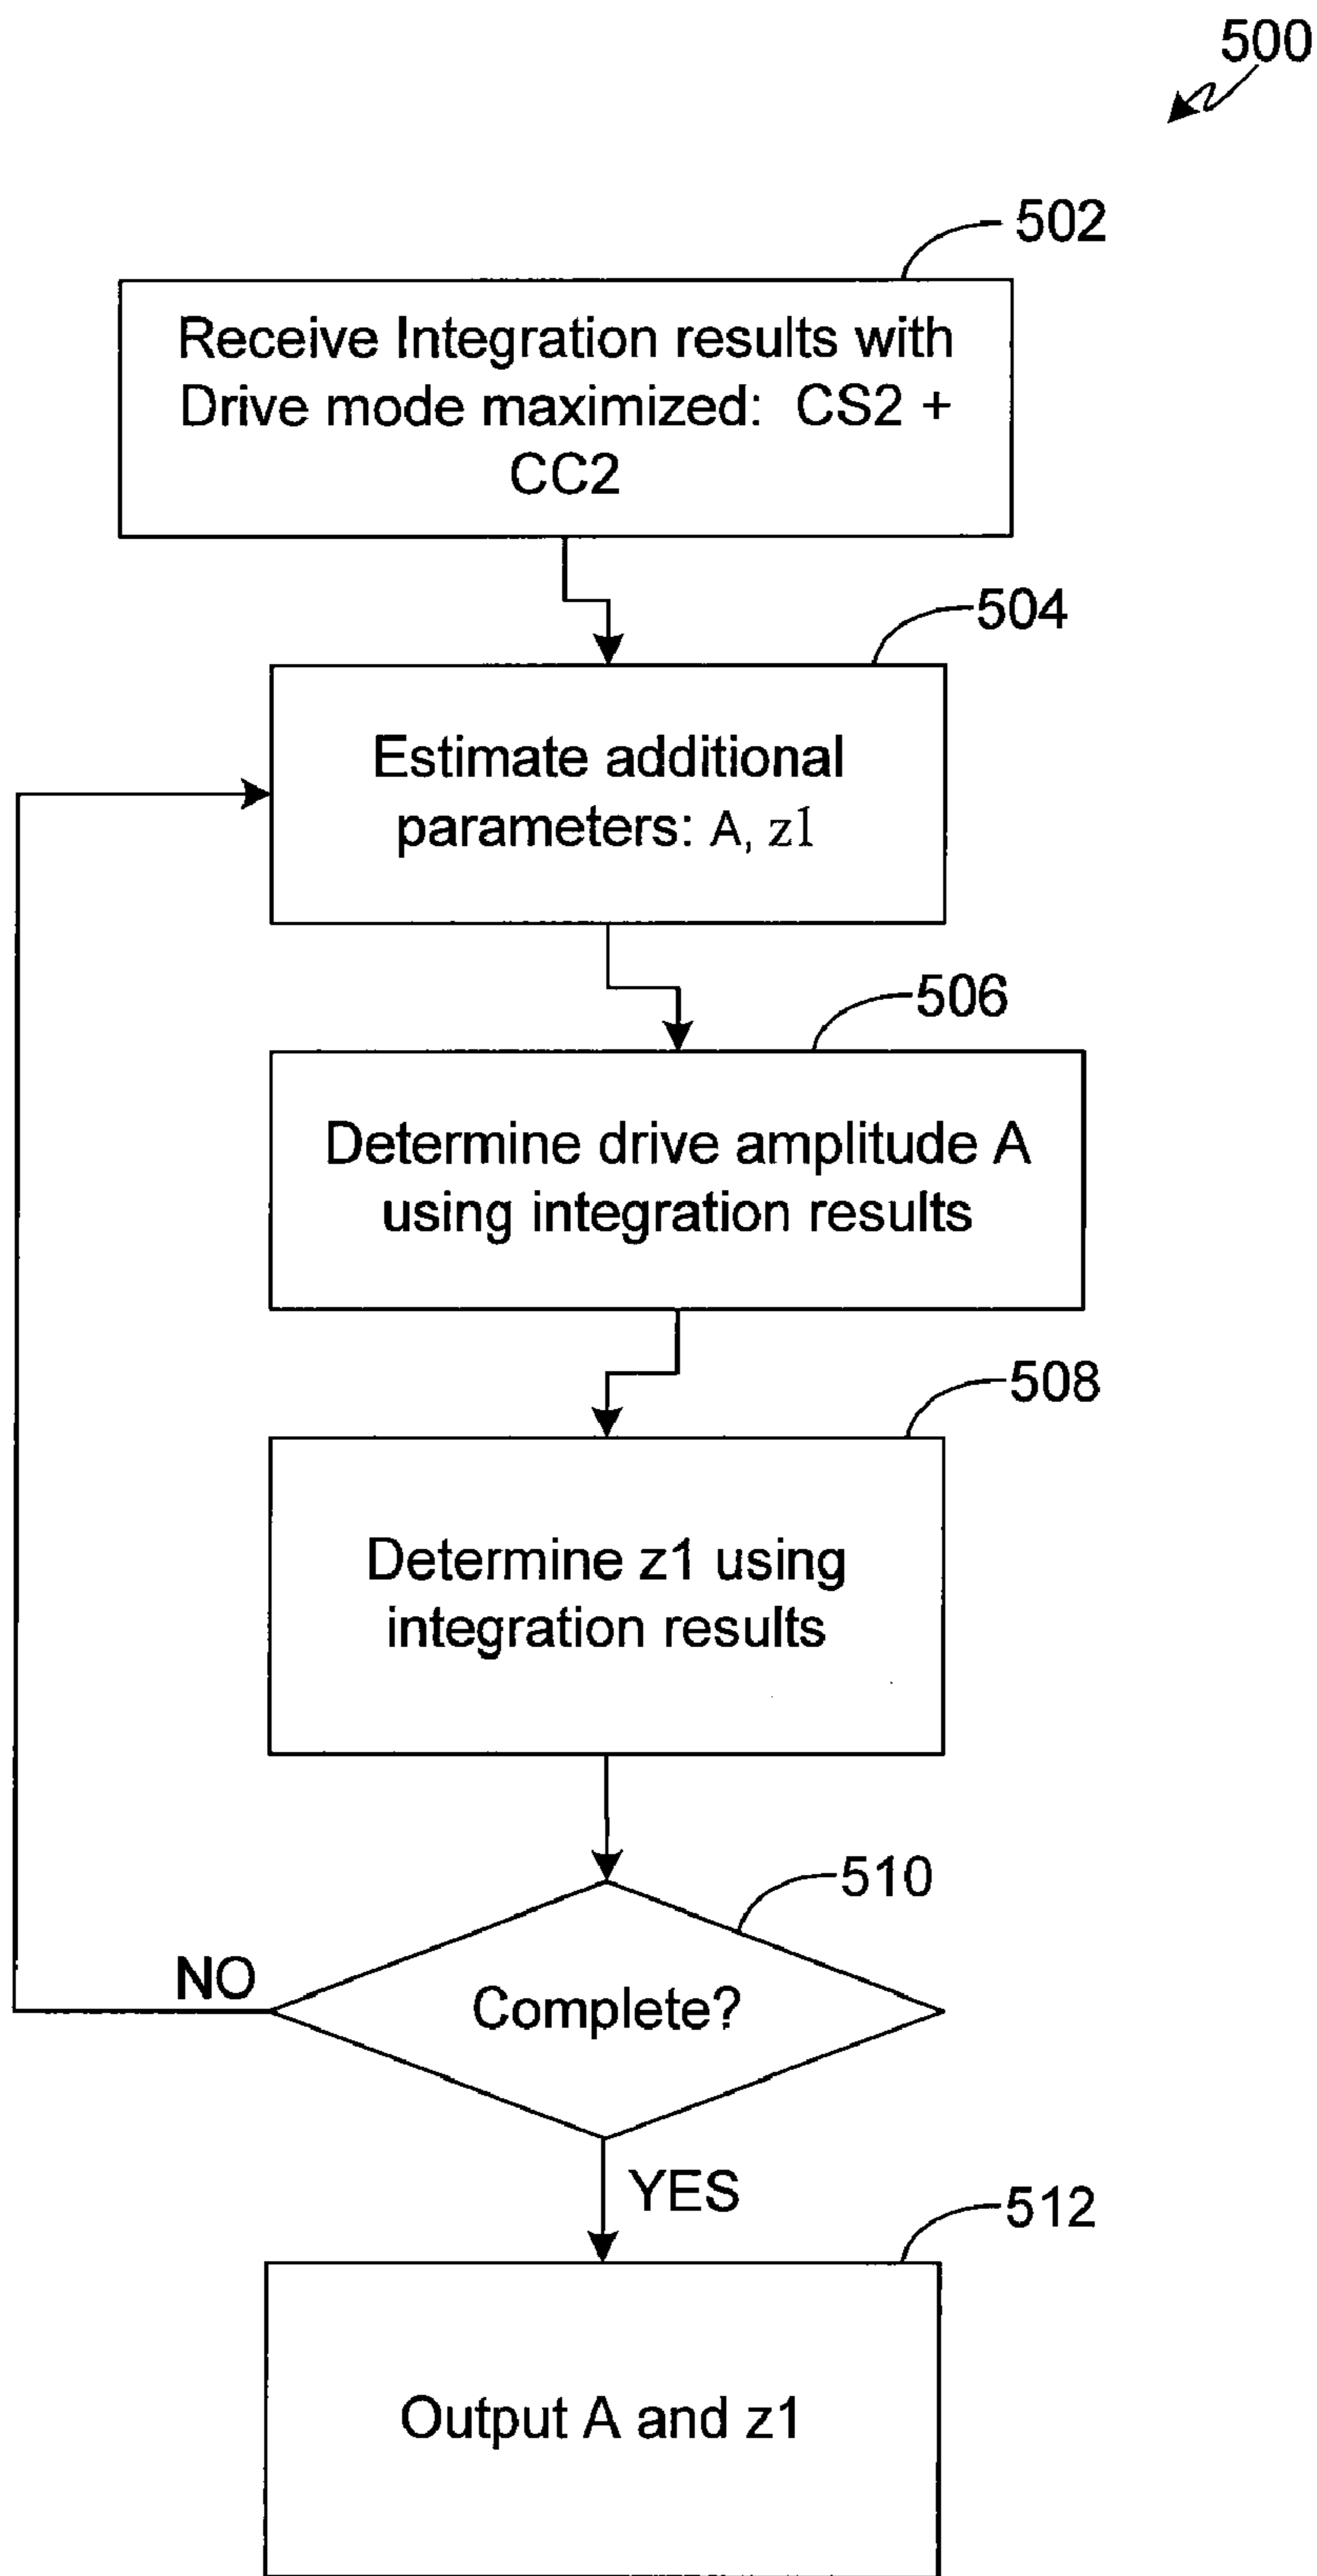 500
502
Receive Integration results with
Drive mode maximized: CS2 +
CC2
504
Estimate additional
parameters: A, z1
506
Determine drive amplitude A
using integration results
508
Determine z1 using
integration results
510
NO
Complete?
YES
512
Output A and z1